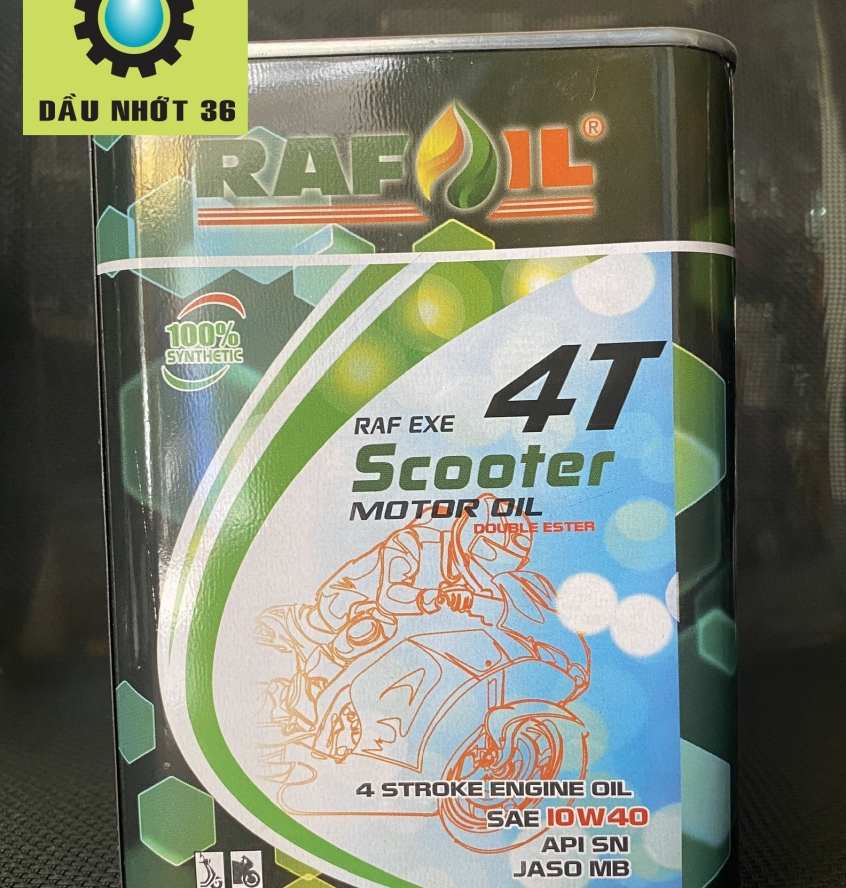 DẦU NHỚT 36
RAFOIL®
100%
SYNTHETIC
4T
RAF EXE
Scooter
MOTOR OIL
DOUBLE ESTER
4 STROKE ENGINE OIL
SAE 10W40
API SN
JASO MB